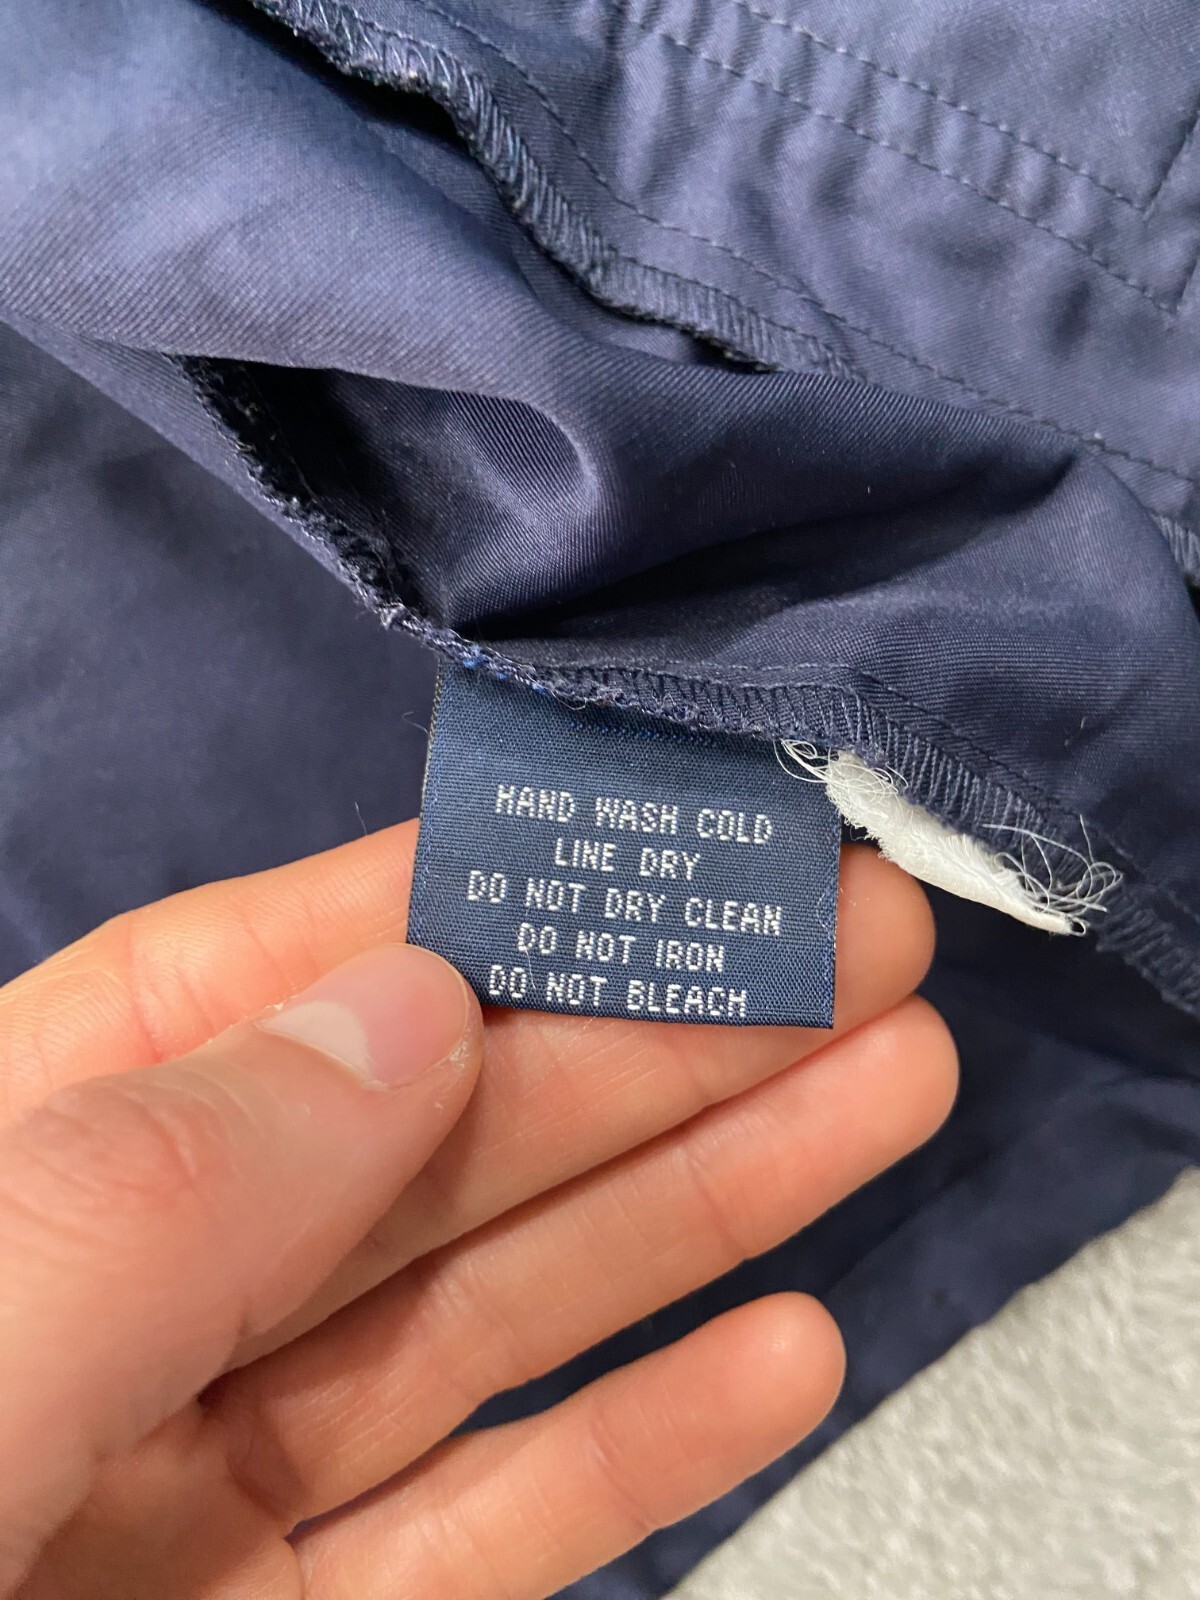 HAND WASH COLD
LINE DRY
DO NOT DRY CLEAN
DO NOT IRON
DO NOT BLEACH